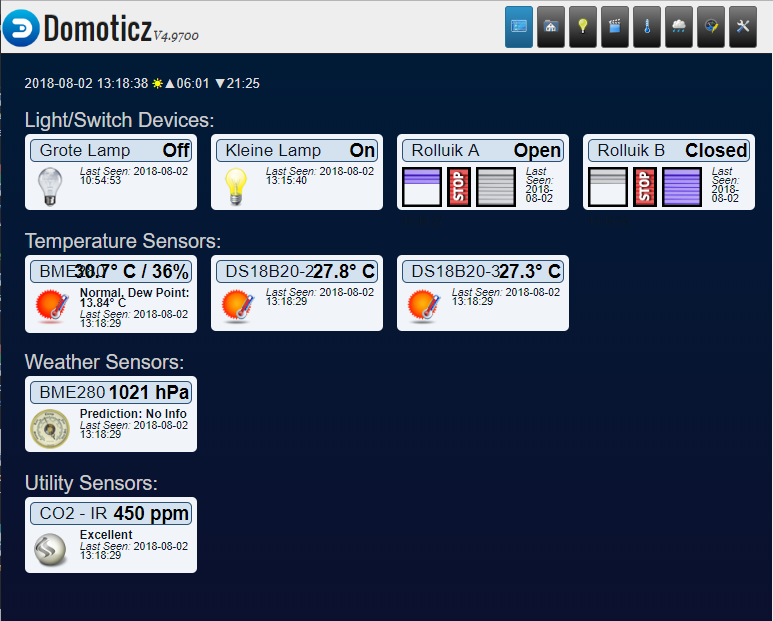 Domoticz V4.9700
2018-08-02 13:18:38 ☀▲06:01 ▼21:25
Light/Switch Devices:
Grote Lamp Off
Last Seen: 2018-08-02
10:54:53
Kleine Lamp On
Last Seen: 2018-08-02
13:15:40
Rolluik A Open
STOP
Last
Seen:
2018-
08-02
Rolluik B Closed
STOP
Last
Seen:
2018-
08-02
Temperature Sensors:
BME280 38.7° C / 36%
Normal, Dew Point:
13.84° C
Last Seen: 2018-08-02
13:18:29
DS18B20-2 27.8° C
Last Seen: 2018-08-02
13:18:29
DS18B20-3 27.3° C
Last Seen: 2018-08-02
13:18:29
Weather Sensors:
BME280 1021 hPa
Prediction: No Info
Last Seen: 2018-08-02
13:18:29
Utility Sensors:
CO2 - IR 450 ppm
Excellent
Last Seen: 2018-08-02
13:18:29